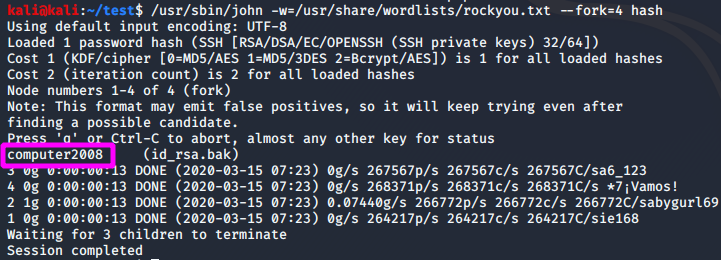 kali@kali:~/test$ /usr/sbin/john -w=/usr/share/wordlists/rockyou.txt --fork=4 hash
Using default input encoding: UTF-8
Loaded 1 password hash (SSH [RSA/DSA/EC/OPENSSH (SSH private keys) 32/64])
Cost 1 (KDF/cipher [0=MD5/AES 1=MD5/3DES 2=Bcrypt/AES]) is 1 for all loaded hashes
Cost 2 (iteration count) is 2 for all loaded hashes
Node numbers 1-4 of 4 (fork)
Note: This format may emit false positives, so it will keep trying even after
finding a possible candidate.
Press 'q' or Ctrl-C to abort, almost any other key for status
computer2008     (id_rsa.bak)
3 0g 0:00:00:13 DONE (2020-03-15 07:23) 0g/s 267567p/s 267567c/s 267567C/sa6_123
4 0g 0:00:00:13 DONE (2020-03-15 07:23) 0g/s 268371p/s 268371c/s 268371C/s *7¡Vamos!
2 1g 0:00:00:13 DONE (2020-03-15 07:23) 0.07440g/s 266772p/s 266772c/s 266772C/sabygurl69
1 0g 0:00:00:13 DONE (2020-03-15 07:23) 0g/s 264217p/s 264217c/s 264217C/sie168
Waiting for 3 children to terminate
Session completed